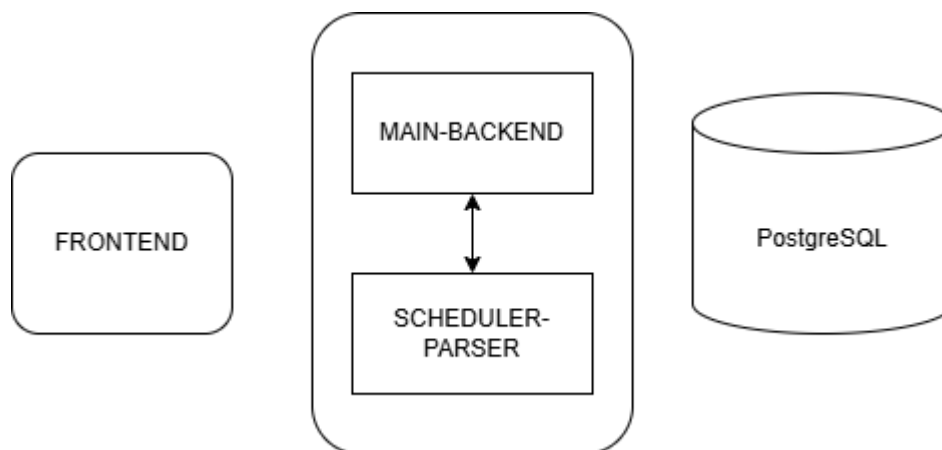 MAIN-BACKEND
FRONTEND
PostgreSQL
SCHEDULER-
PARSER